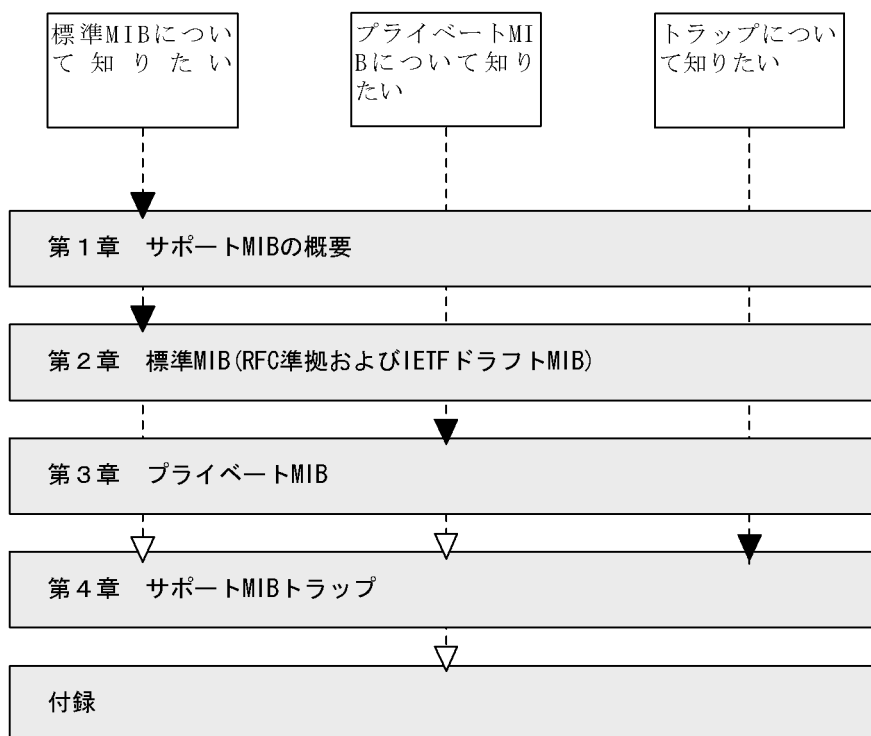 標準MIBについ
て知りたい
プライベートMI
Bについて知り
たい
トラップについ
て知りたい
第１章　サポートMIBの概要
第２章　標準MIB(RFC準拠およびIETFドラフトMIB)
第３章　プライベートMIB
第４章　サポートMIBトラップ
付録